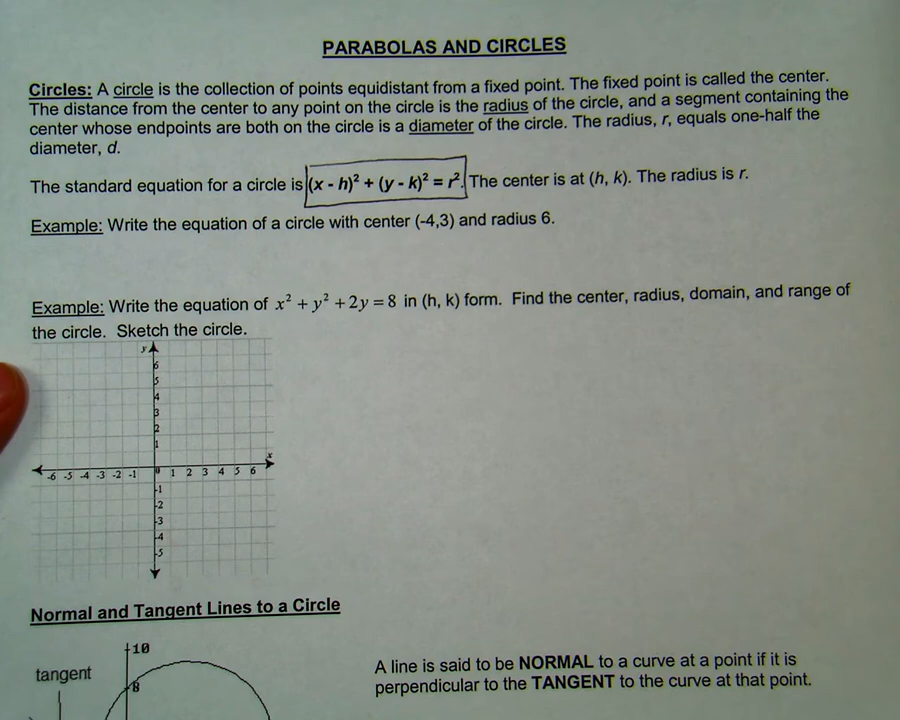 PARABOLAS AND CIRCLES
Circles: A circle is the collection of points equidistant from a fixed point. The fixed point is called the center.
The distance from the center to any point on the circle is the radius of the circle, and a segment containing the
center whose endpoints are both on the circle is a diameter of the circle. The radius, r, equals one-half the
diameter, d.
The standard equation for a circle is (x - h)² + (y - k)² = r². The center is at (h, k). The radius is r.
Example: Write the equation of a circle with center (-4,3) and radius 6.
Example: Write the equation of x² + y² + 2y = 8 in (h, k) form. Find the center, radius, domain, and range of
the circle. Sketch the circle.
y
6
5
4
3
2
1
x
-6 -5 -4 -3 -2 -1 0 1 2 3 4 5 6
-1
-2
-3
-4
-5
Normal and Tangent Lines to a Circle
10
tangent
8
A line is said to be NORMAL to a curve at a point if it is
perpendicular to the TANGENT to the curve at that point.